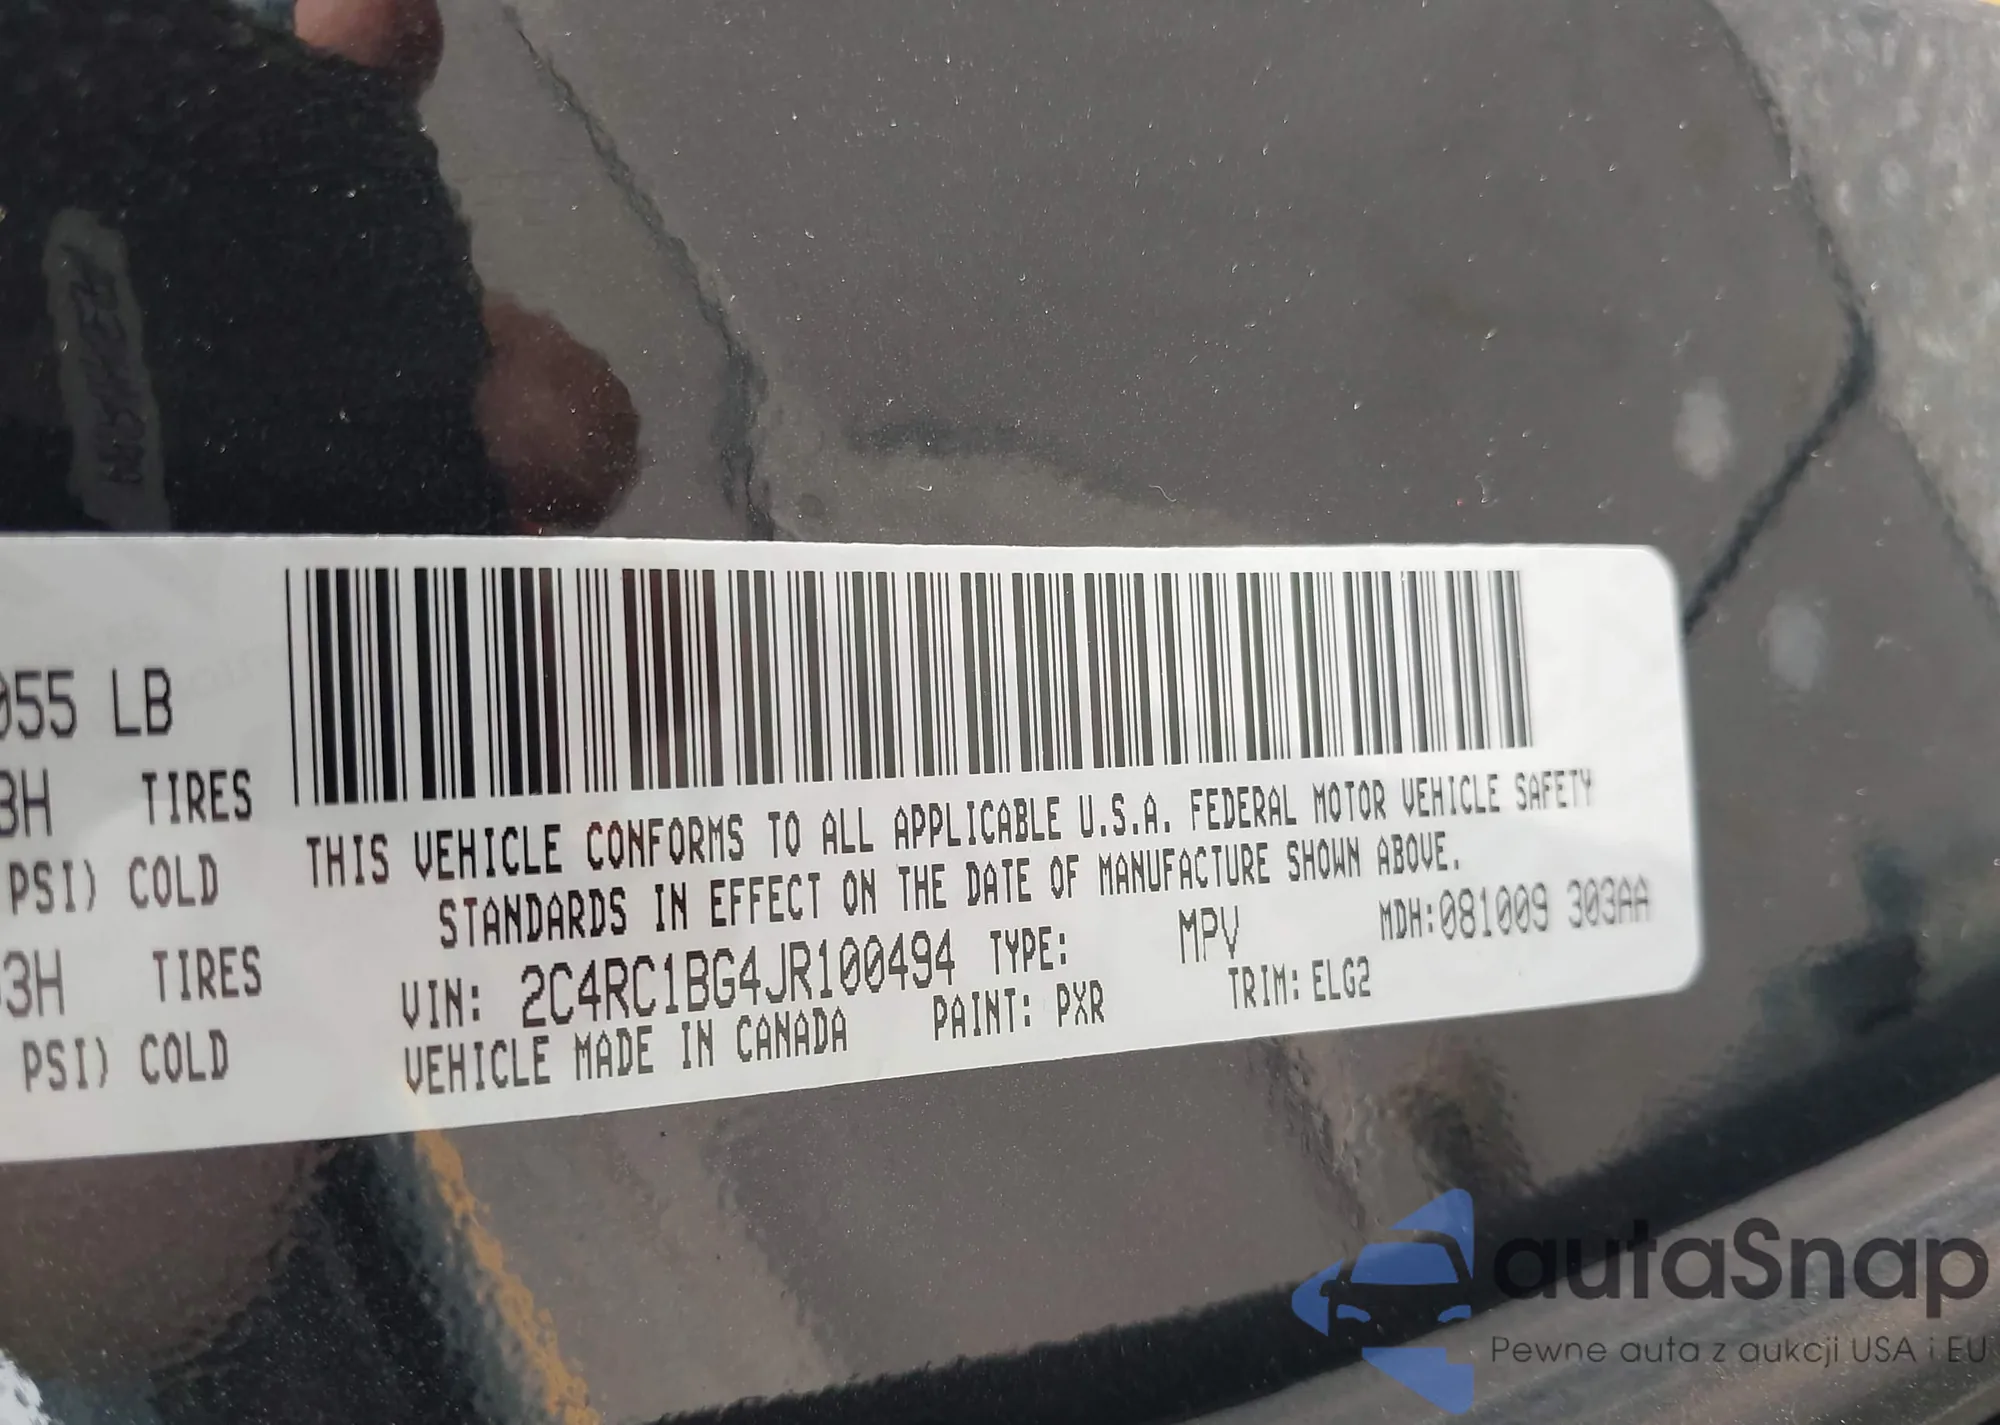 055 LB
3H TIRES
PSI) COLD
3H TIRES
PSI) COLD
THIS VEHICLE CONFORMS TO ALL APPLICABLE U.S.A. FEDERAL MOTOR VEHICLE SAFETY
STANDARDS IN EFFECT ON THE DATE OF MANUFACTURE SHOWN ABOVE.
MDH:081009 303AA
VIN: 2C4RC1BG4JR100494 TYPE: MPV
VEHICLE MADE IN CANADA PAINT: PXR TRIM: ELG2
autaSnap
Pewne auta z aukcji USA i EU